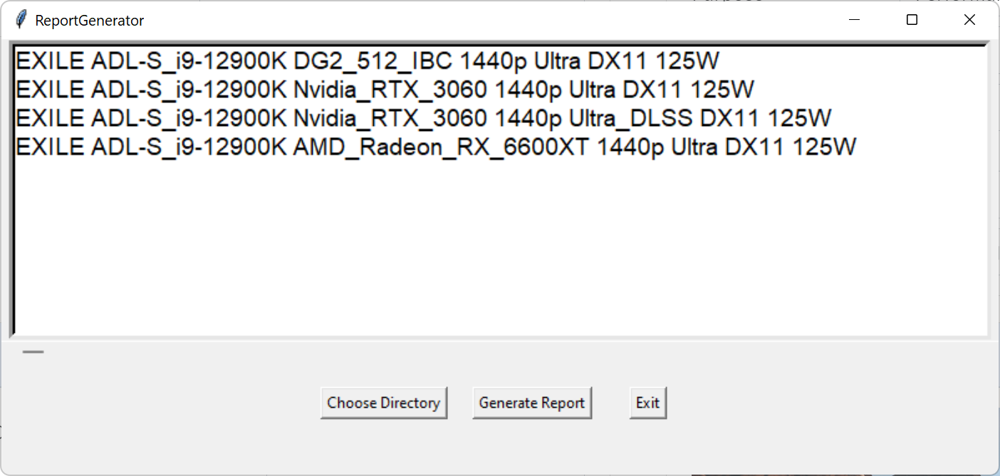 ReportGenerator
EXILE ADL-S_i9-12900K DG2_512_IBC 1440p Ultra DX11 125W
EXILE ADL-S_i9-12900K Nvidia_RTX_3060 1440p Ultra DX11 125W
EXILE ADL-S_i9-12900K Nvidia_RTX_3060 1440p Ultra_DLSS DX11 125W
EXILE ADL-S_i9-12900K AMD_Radeon_RX_6600XT 1440p Ultra DX11 125W
Choose Directory Generate Report Exit